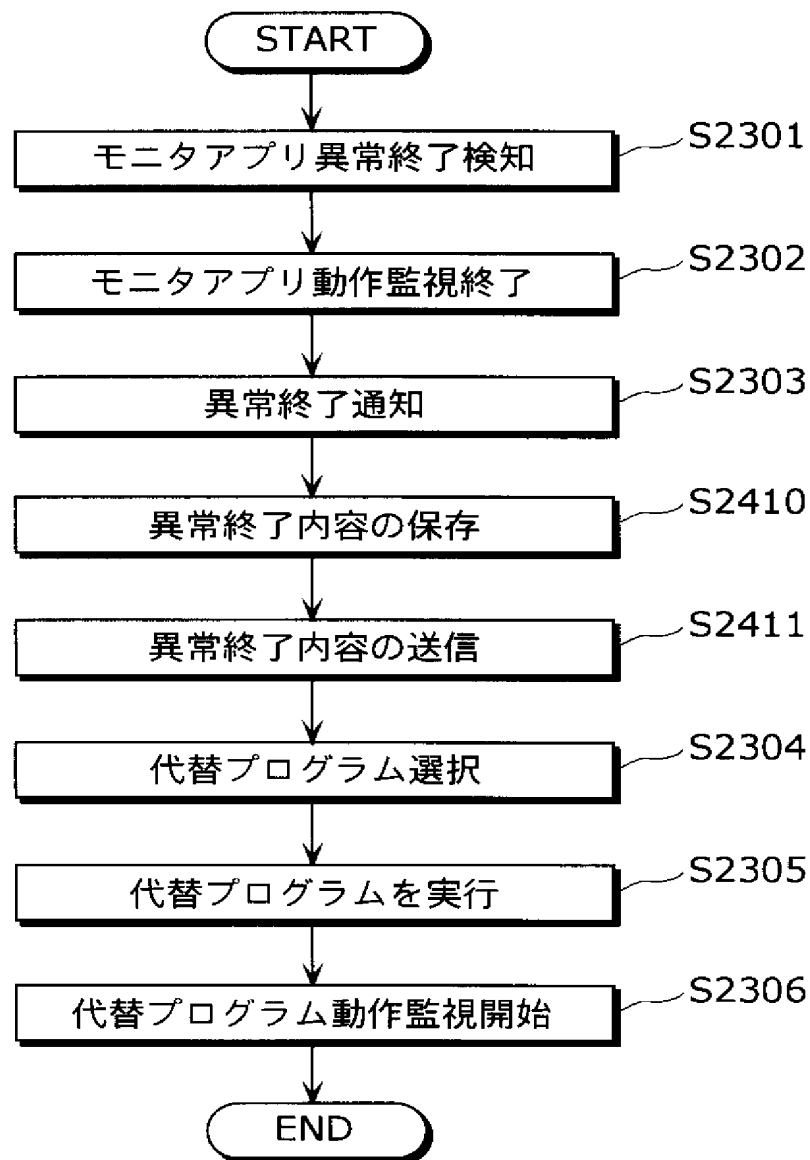 START
モニタアプリ異常終了検知
S2301
モニタアプリ動作監視終了
S2302
異常終了通知
S2303
異常終了内容の保存
S2410
異常終了内容の送信
S2411
代替プログラム選択
S2304
代替プログラムを実行
S2305
代替プログラム動作監視開始
S2306
END